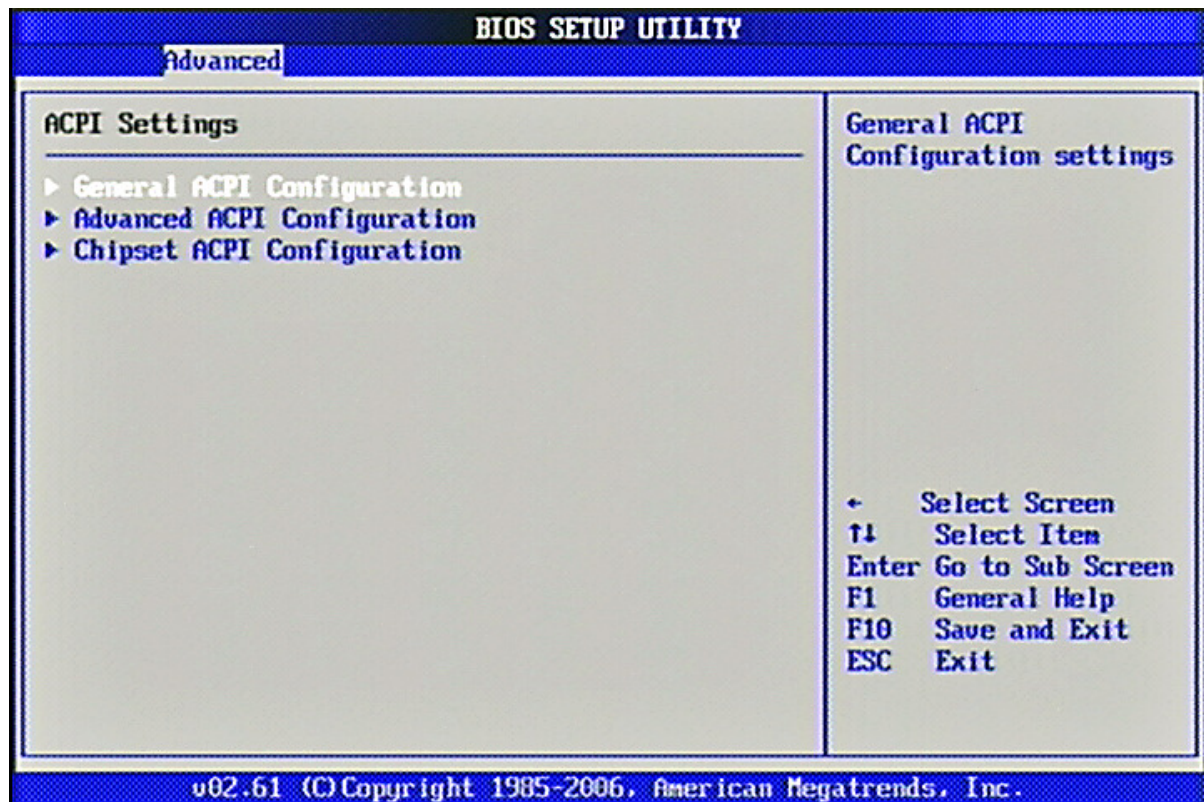 BIOS SETUP UTILITY
Advanced
ACPI Settings
▶ General ACPI Configuration
▶ Advanced ACPI Configuration
▶ Chipset ACPI Configuration
General ACPI
Configuration settings
← Select Screen
↑↓ Select Item
Enter Go to Sub Screen
F1 General Help
F10 Save and Exit
ESC Exit
v02.61 (C)Copyright 1985-2006, American Megatrends, Inc.